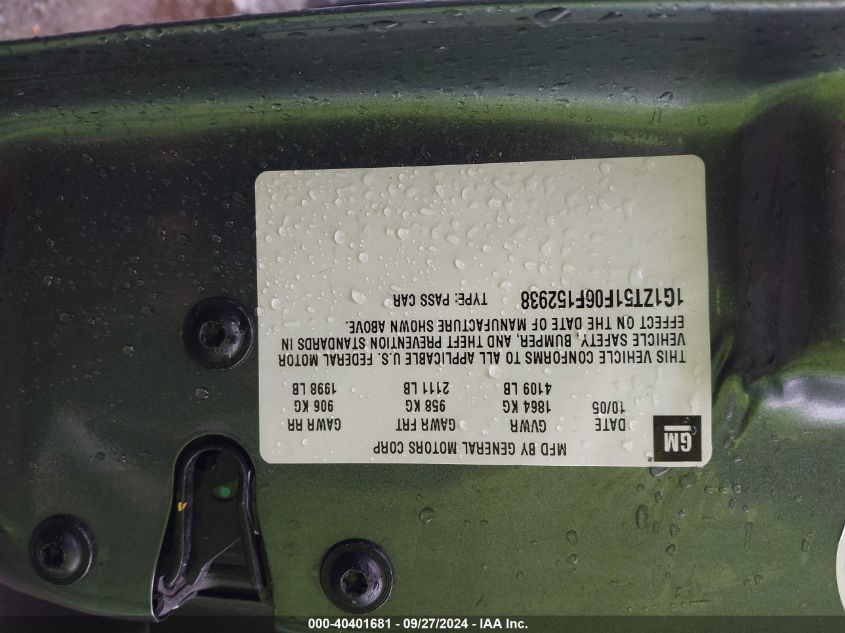 GM
MFD BY GENERAL MOTORS CORP
DATE GVWR GAWR FRT GAWR RR
10/05 1864 KG 958 KG 906 KG
4109 LB 2111 LB 1998 LB
THIS VEHICLE CONFORMS TO ALL APPLICABLE U.S. FEDERAL MOTOR
VEHICLE SAFETY, BUMPER, AND THEFT PREVENTION STANDARDS IN
EFFECT ON THE DATE OF MANUFACTURE SHOWN ABOVE.
1G1ZT51F06F152938 TYPE: PASS CAR
000-40401681 - 09/27/2024 - IAA Inc.